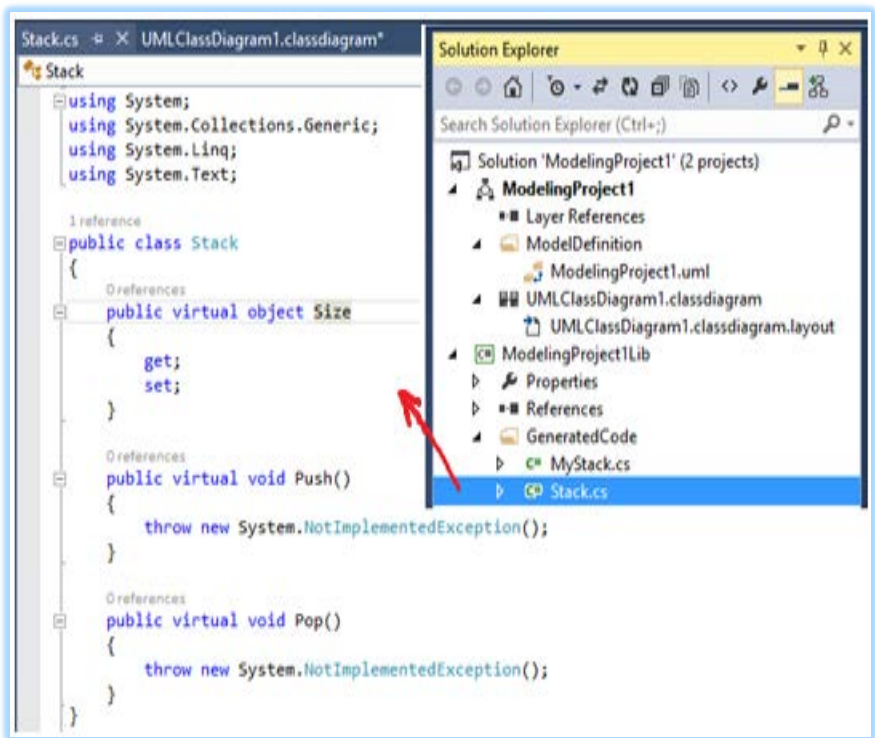 Stack.cs UMLClassDiagram1.classdiagram*
Stack
using System;
using System.Collections.Generic;
using System.Linq;
using System.Text;
1 reference
public class Stack
{
0 references
public virtual object Size
{
get;
set;
}
0 references
public virtual void Push()
{
throw new System.NotImplementedException();
}
0 references
public virtual void Pop()
{
throw new System.NotImplementedException();
}
}
Solution Explorer
Search Solution Explorer (Ctrl+;)
Solution 'ModelingProject1' (2 projects)
ModelingProject1
Layer References
ModelDefinition
ModelingProject1.uml
UMLClassDiagram1.classdiagram
UMLClassDiagram1.classdiagram.layout
C# ModelingProject1Lib
Properties
References
GeneratedCode
C# MyStack.cs
C# Stack.cs